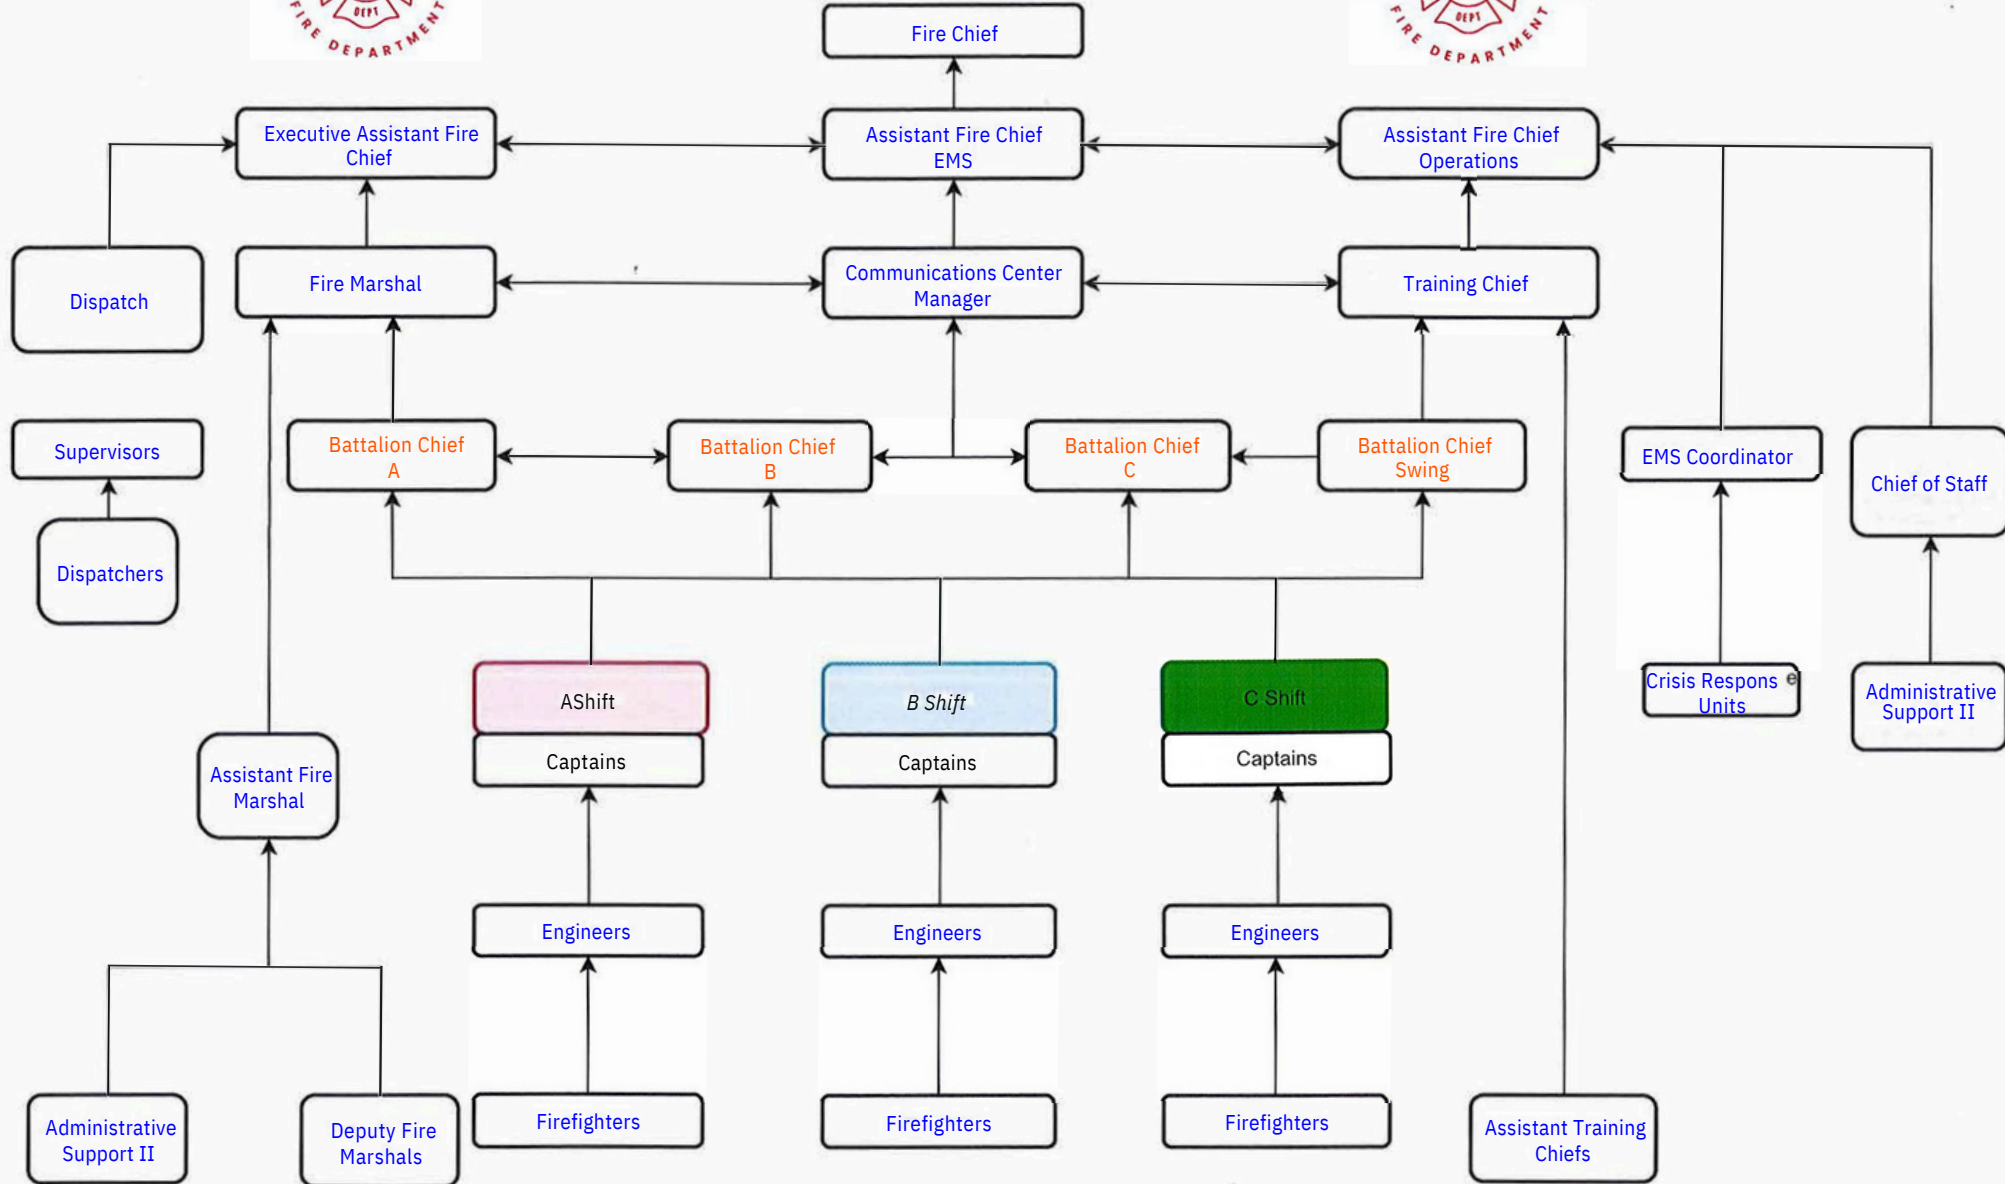 DEPT
FIRE DEPARTMENT
DEPT
FIRE DEPARTMENT
Fire Chief
Executive Assistant Fire
Chief
Assistant Fire Chief
EMS
Assistant Fire Chief
Operations
Dispatch
Fire Marshal
Communications Center
Manager
Training Chief
Supervisors
Battalion Chief
A
Battalion Chief
B
Battalion Chief
C
Battalion Chief
Swing
EMS Coordinator
Chief of Staff
Dispatchers
AShift
Captains
B Shift
Captains
C Shift
Captains
Crisis Respons e
Units
Administrative
Support II
Assistant Fire
Marshal
Engineers
Engineers
Engineers
Administrative
Support II
Deputy Fire
Marshals
Firefighters
Firefighters
Firefighters
Assistant Training
Chiefs